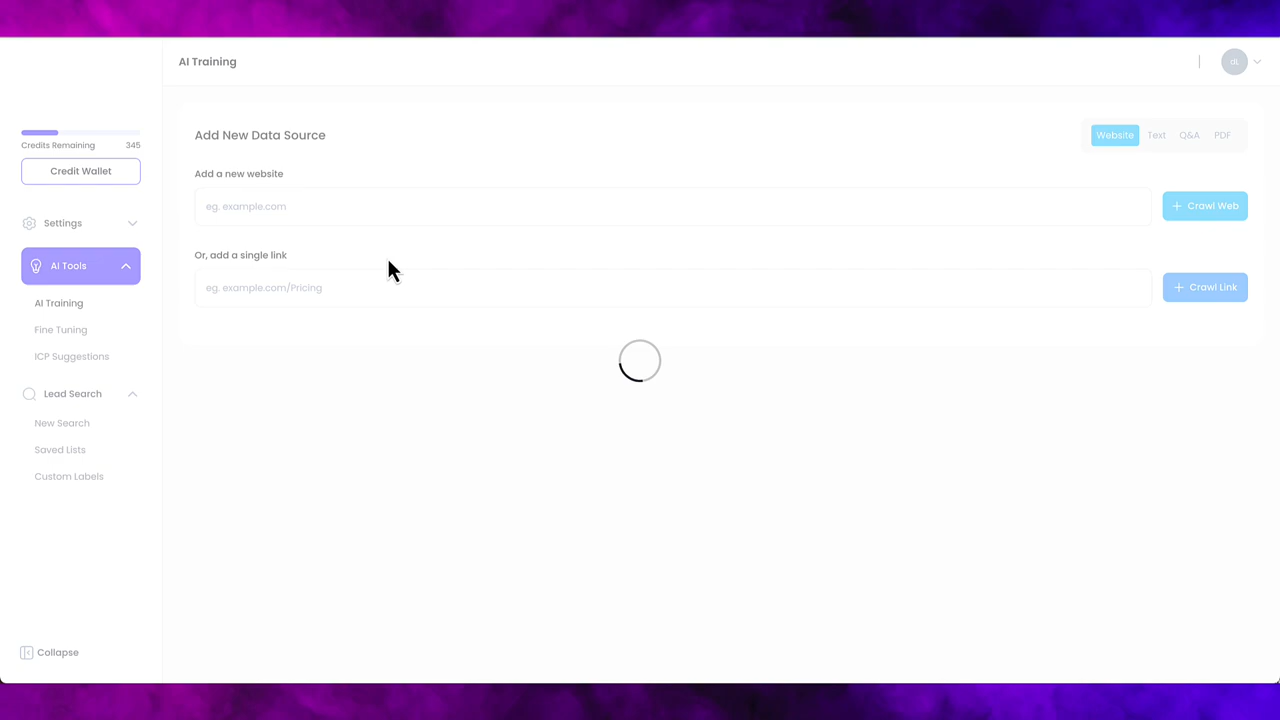 AI Training
dL
Credits Remaining 345
Credit Wallet
Settings
AI Tools
AI Training
Fine Tuning
ICP Suggestions
Lead Search
New Search
Saved Lists
Custom Labels
Collapse
Add New Data Source
Website Text Q&A PDF
Add a new website
eg. example.com
+ Crawl Web
Or, add a single link
eg. example.com/Pricing
+ Crawl Link